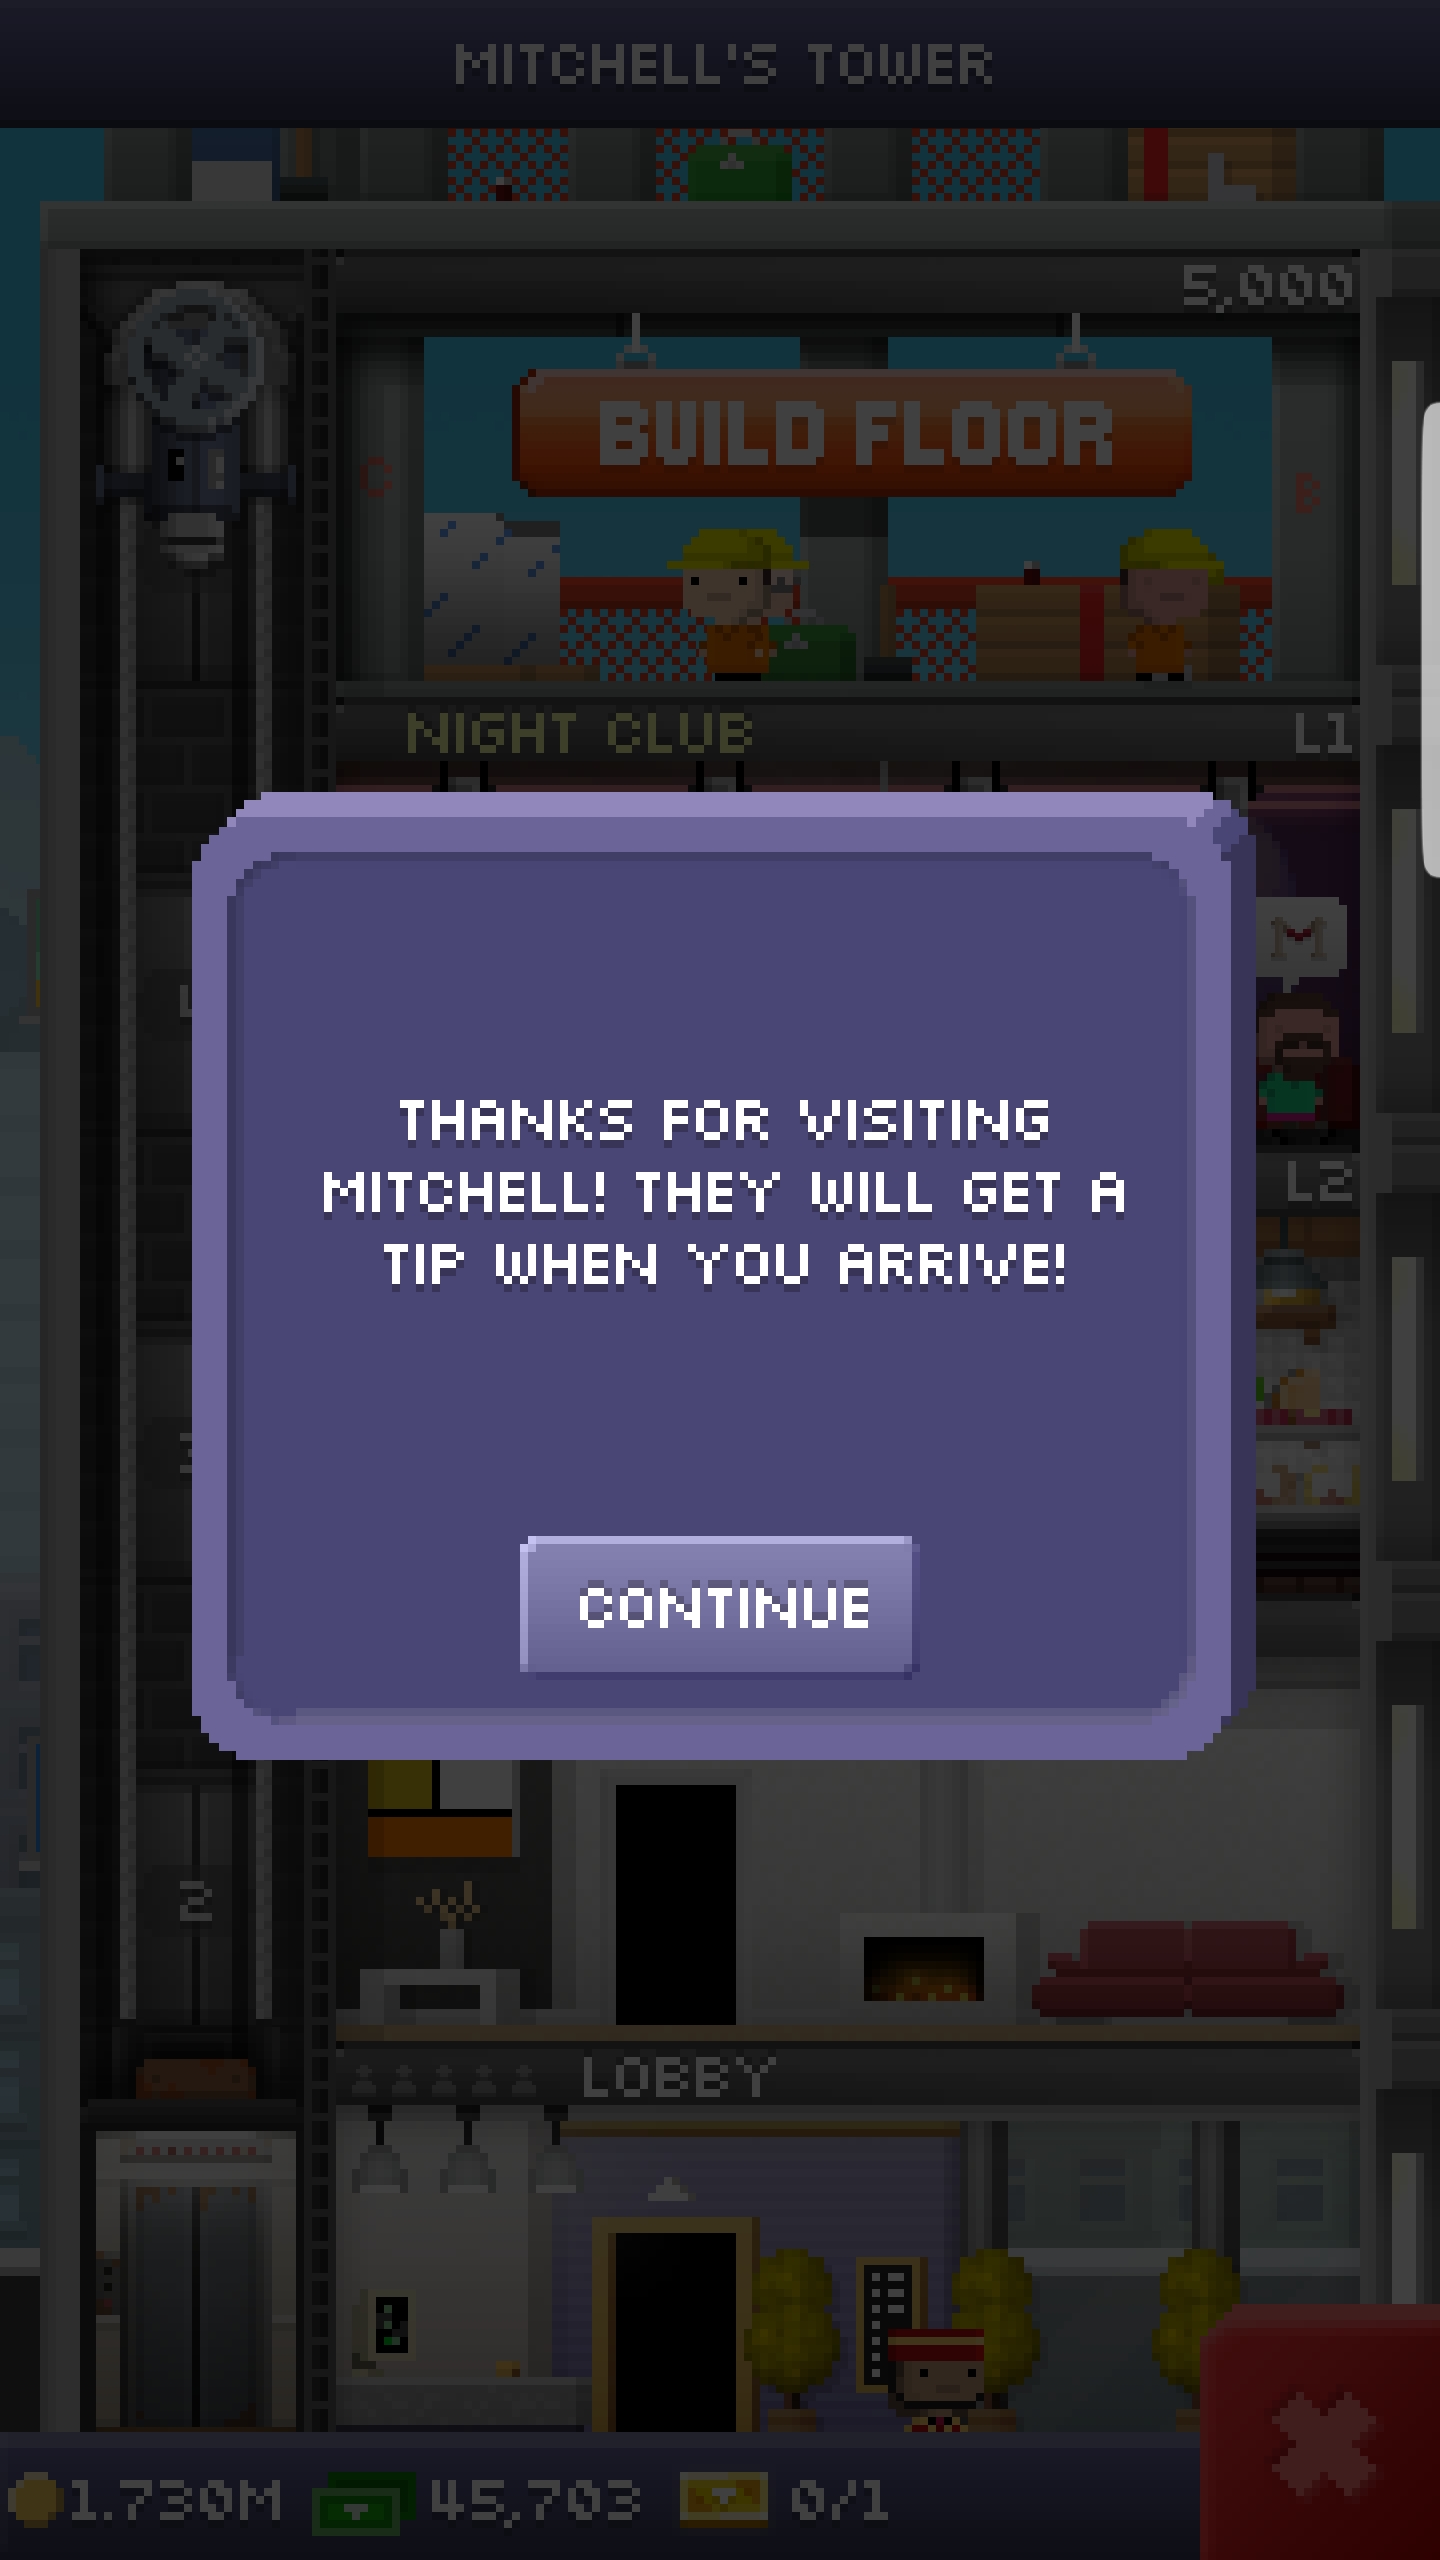 MITCHELL'S TOWER
5,000
BUILD FLOOR
C
B
NIGHT CLUB
L1
M
THANKS FOR VISITING
MITCHELL! THEY WILL GET A
TIP WHEN YOU ARRIVE!
L2
CONTINUE
2
LOBBY
1.730M
45,703
0/1